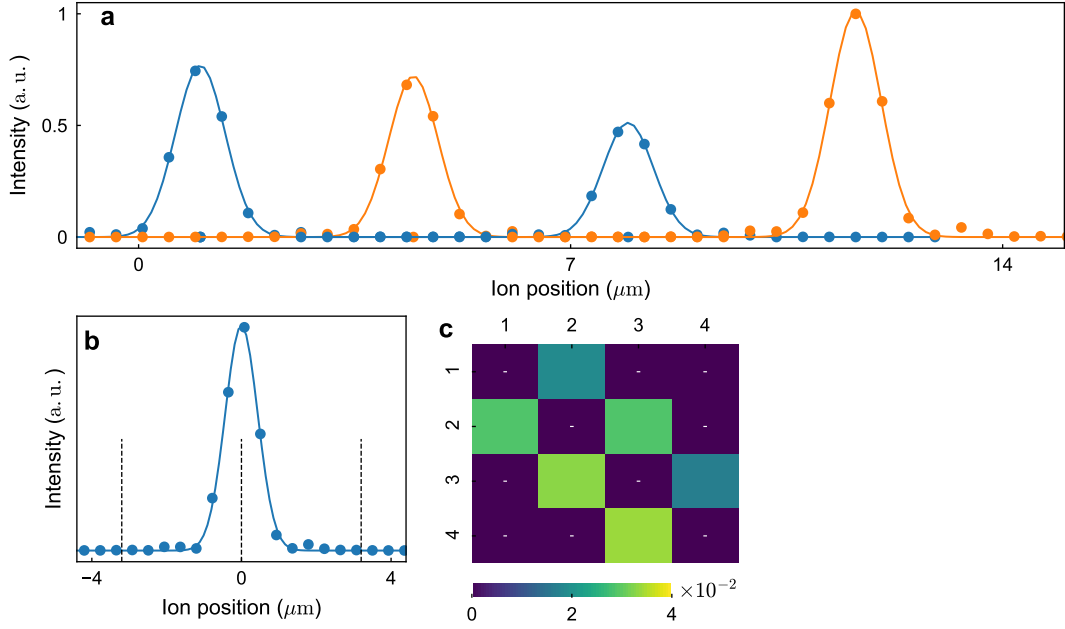 a
Intensity (a. u.)
1
0.5
0
0 7 14
Ion position (μm)
b
Intensity (a. u.)
−4 0 4
Ion position (μm)
c
1 2 3 4
1 - - -
2 - -
3 - -
4 - - -
×10⁻²
0 2 4